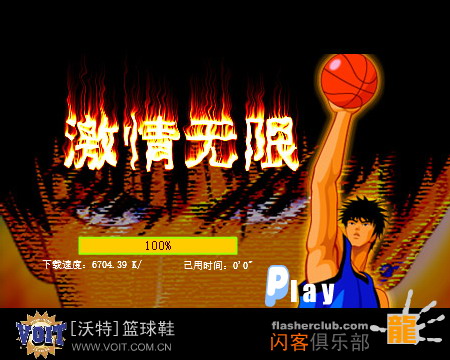 激情无限
100%
下载速度：6704.39 K/
已用时间：0'0"
Play
VOIT
[沃特]篮球鞋
WWW.VOIT.COM.CN
flasherclub.com
闪客俱乐部
龍